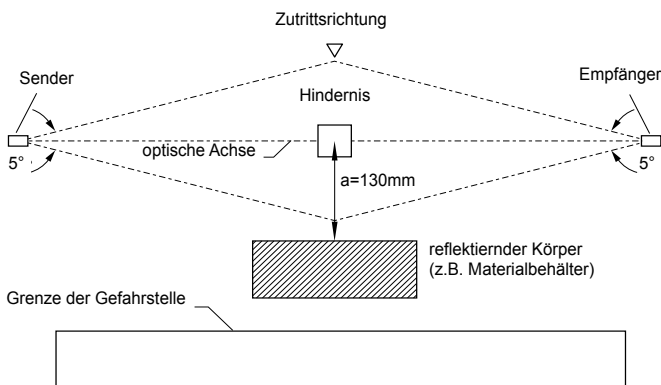 Zutrittsrichtung
Sender
Empfänger
Hindernis
optische Achse
5°
5°
a=130mm
reflektiernder Körper
(z.B. Materialbehälter)
Grenze der Gefahrstelle